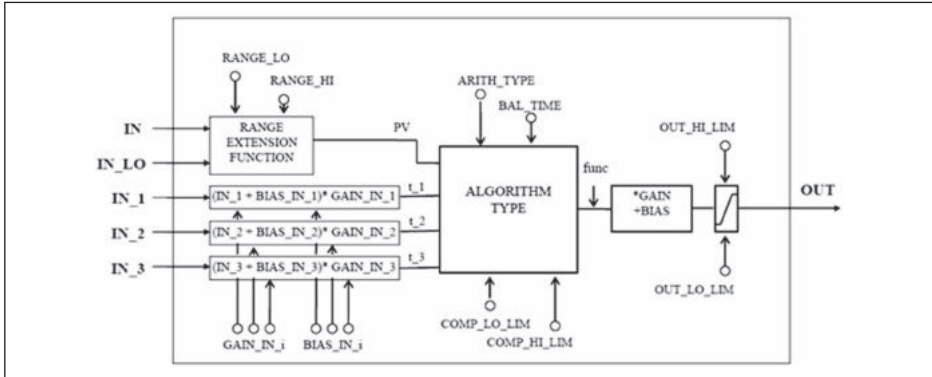 RANGE_LO
RANGE_HI
ARITH_TYPE
BAL_TIME
OUT_HI_LIM
IN
RANGE
EXTENSION
FUNCTION
PV
IN_LO
func
OUT
IN_1
(IN_1 + BIAS_IN_1)* GAIN_IN_1
t_1
ALGORITHM
TYPE
*GAIN
+BIAS
IN_2
(IN_2 + BIAS_IN_2)* GAIN_IN_2
t_2
IN_3
(IN_3 + BIAS_IN_3)* GAIN_IN_3
t_3
OUT_LO_LIM
COMP_LO_LIM
COMP_HI_LIM
GAIN_IN_i
BIAS_IN_i